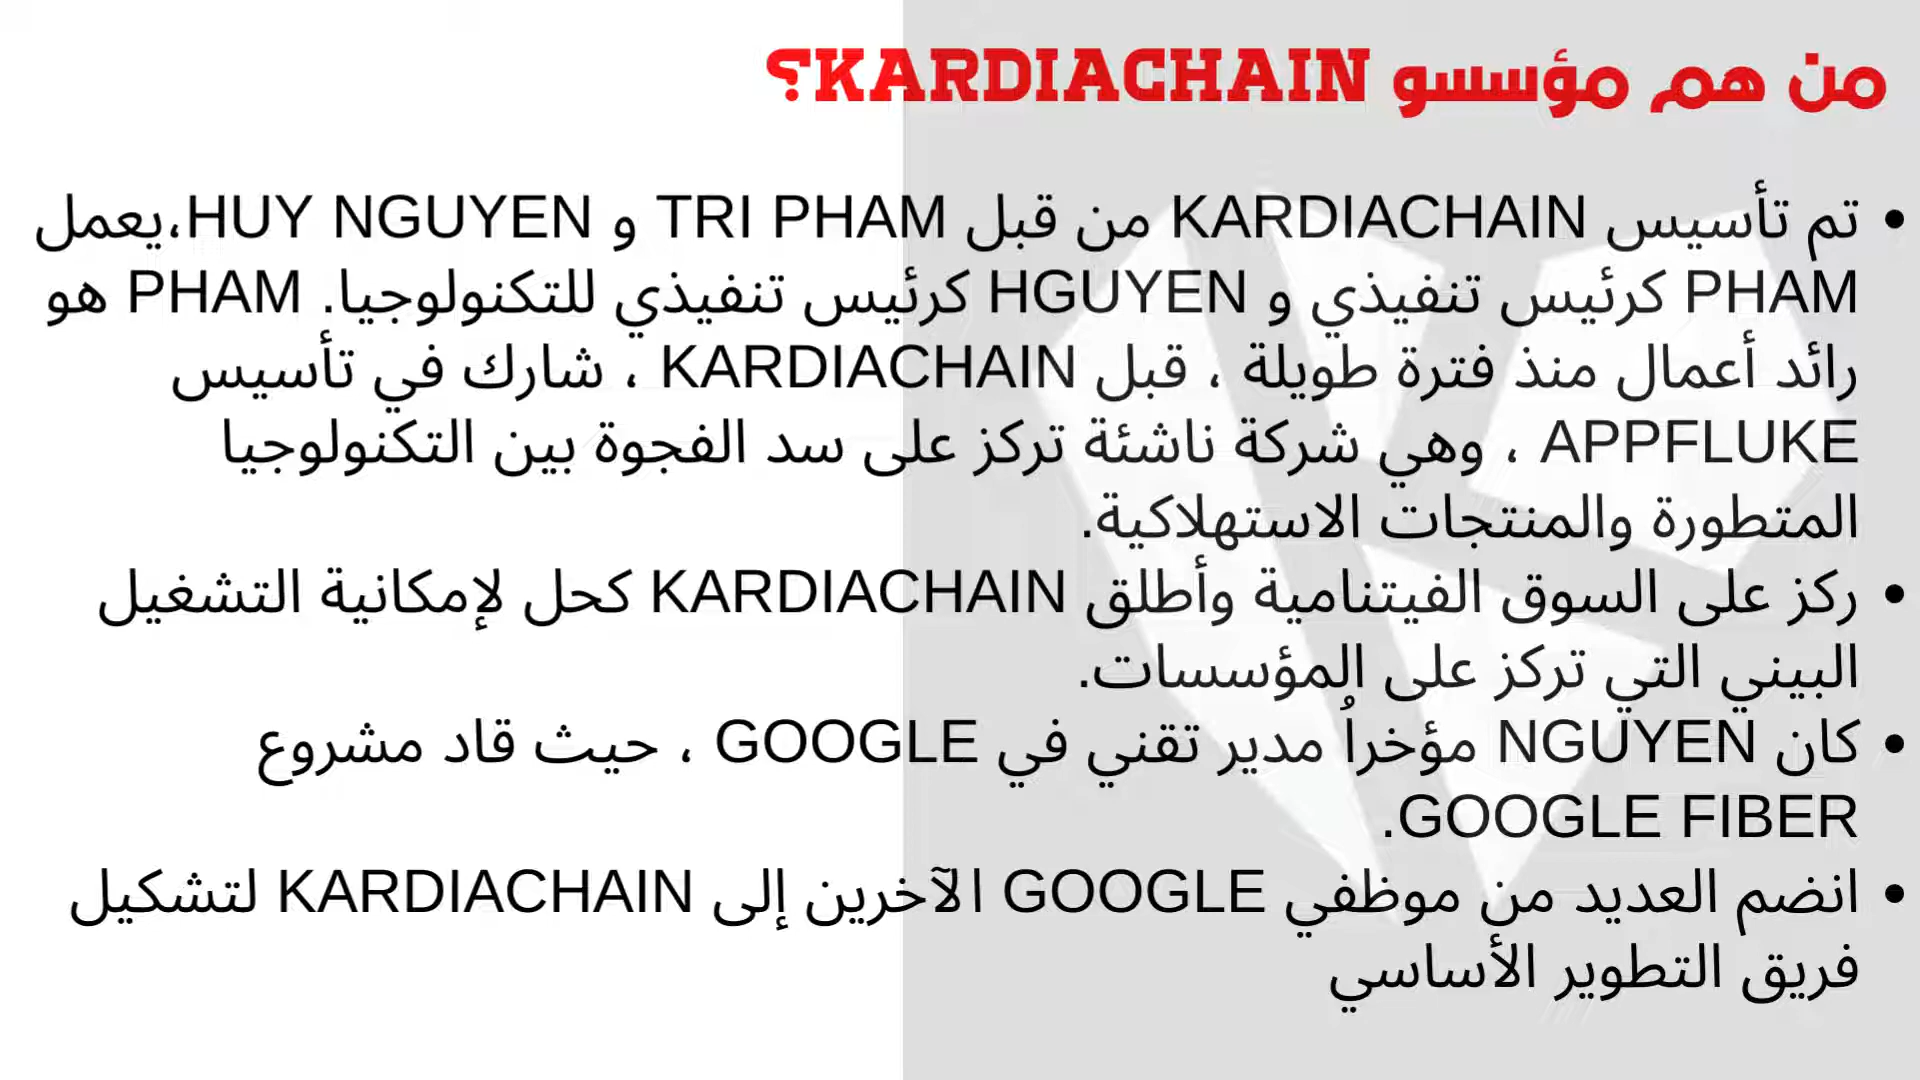 من هم مؤسسو KARDIACHAIN؟
• تم تأسيس KARDIACHAIN من قبل TRI PHAM و HUY NGUYEN،يعمل
PHAM كرئيس تنفيذي و HGUYEN كرئيس تنفيذي للتكنولوجيا. PHAM هو
رائد أعمال منذ فترة طويلة ، قبل KARDIACHAIN ، شارك في تأسيس
APPFLUKE ، وهي شركة ناشئة تركز على سد الفجوة بين التكنولوجيا
المتطورة والمنتجات الاستهلاكية.
• ركز على السوق الفيتنامية وأطلق KARDIACHAIN كحل لإمكانية التشغيل
البيني التي تركز على المؤسسات.
• كان NGUYEN مؤخراُ مدير تقني في GOOGLE ، حيث قاد مشروع
GOOGLE FIBER.
• انضم العديد من موظفي GOOGLE الآخرين إلى KARDIACHAIN لتشكيل
فريق التطوير الأساسي